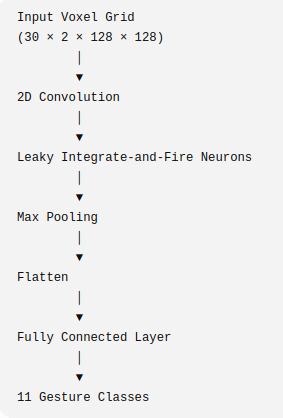 Input Voxel Grid
(30 × 2 × 128 × 128)
2D Convolution
Leaky Integrate-and-Fire Neurons
Max Pooling
Flatten
Fully Connected Layer
11 Gesture Classes